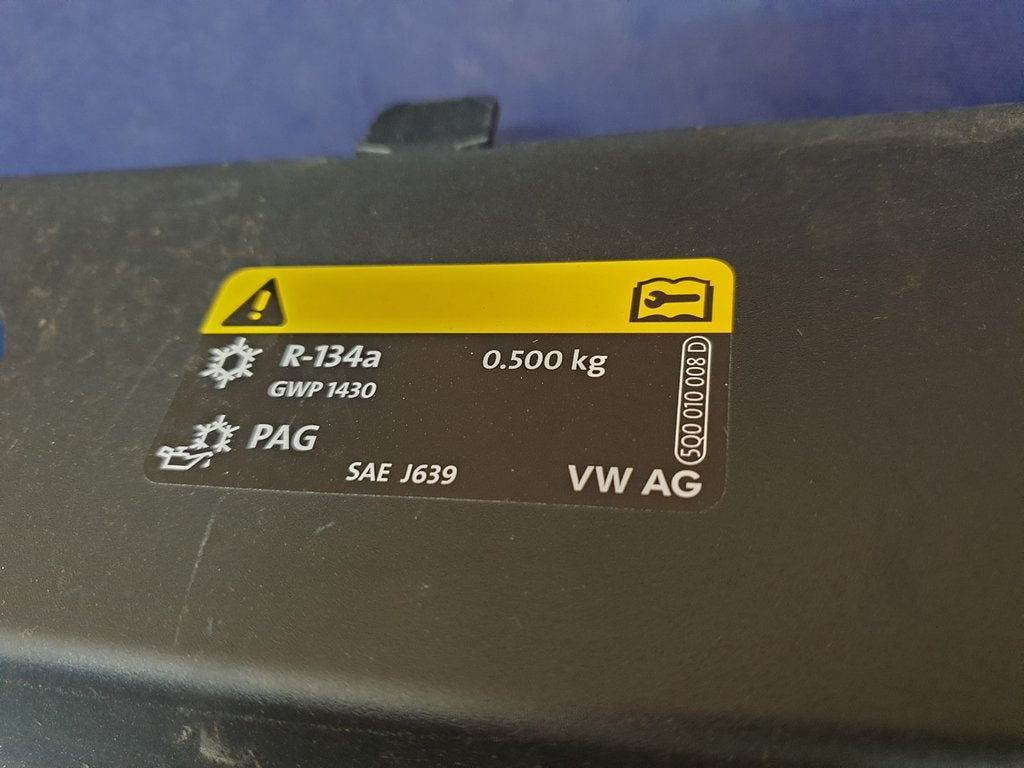 R-134a
0.500 kg
GWP 1430
PAG
SAE J639
VW AG
5Q0 010 008 D